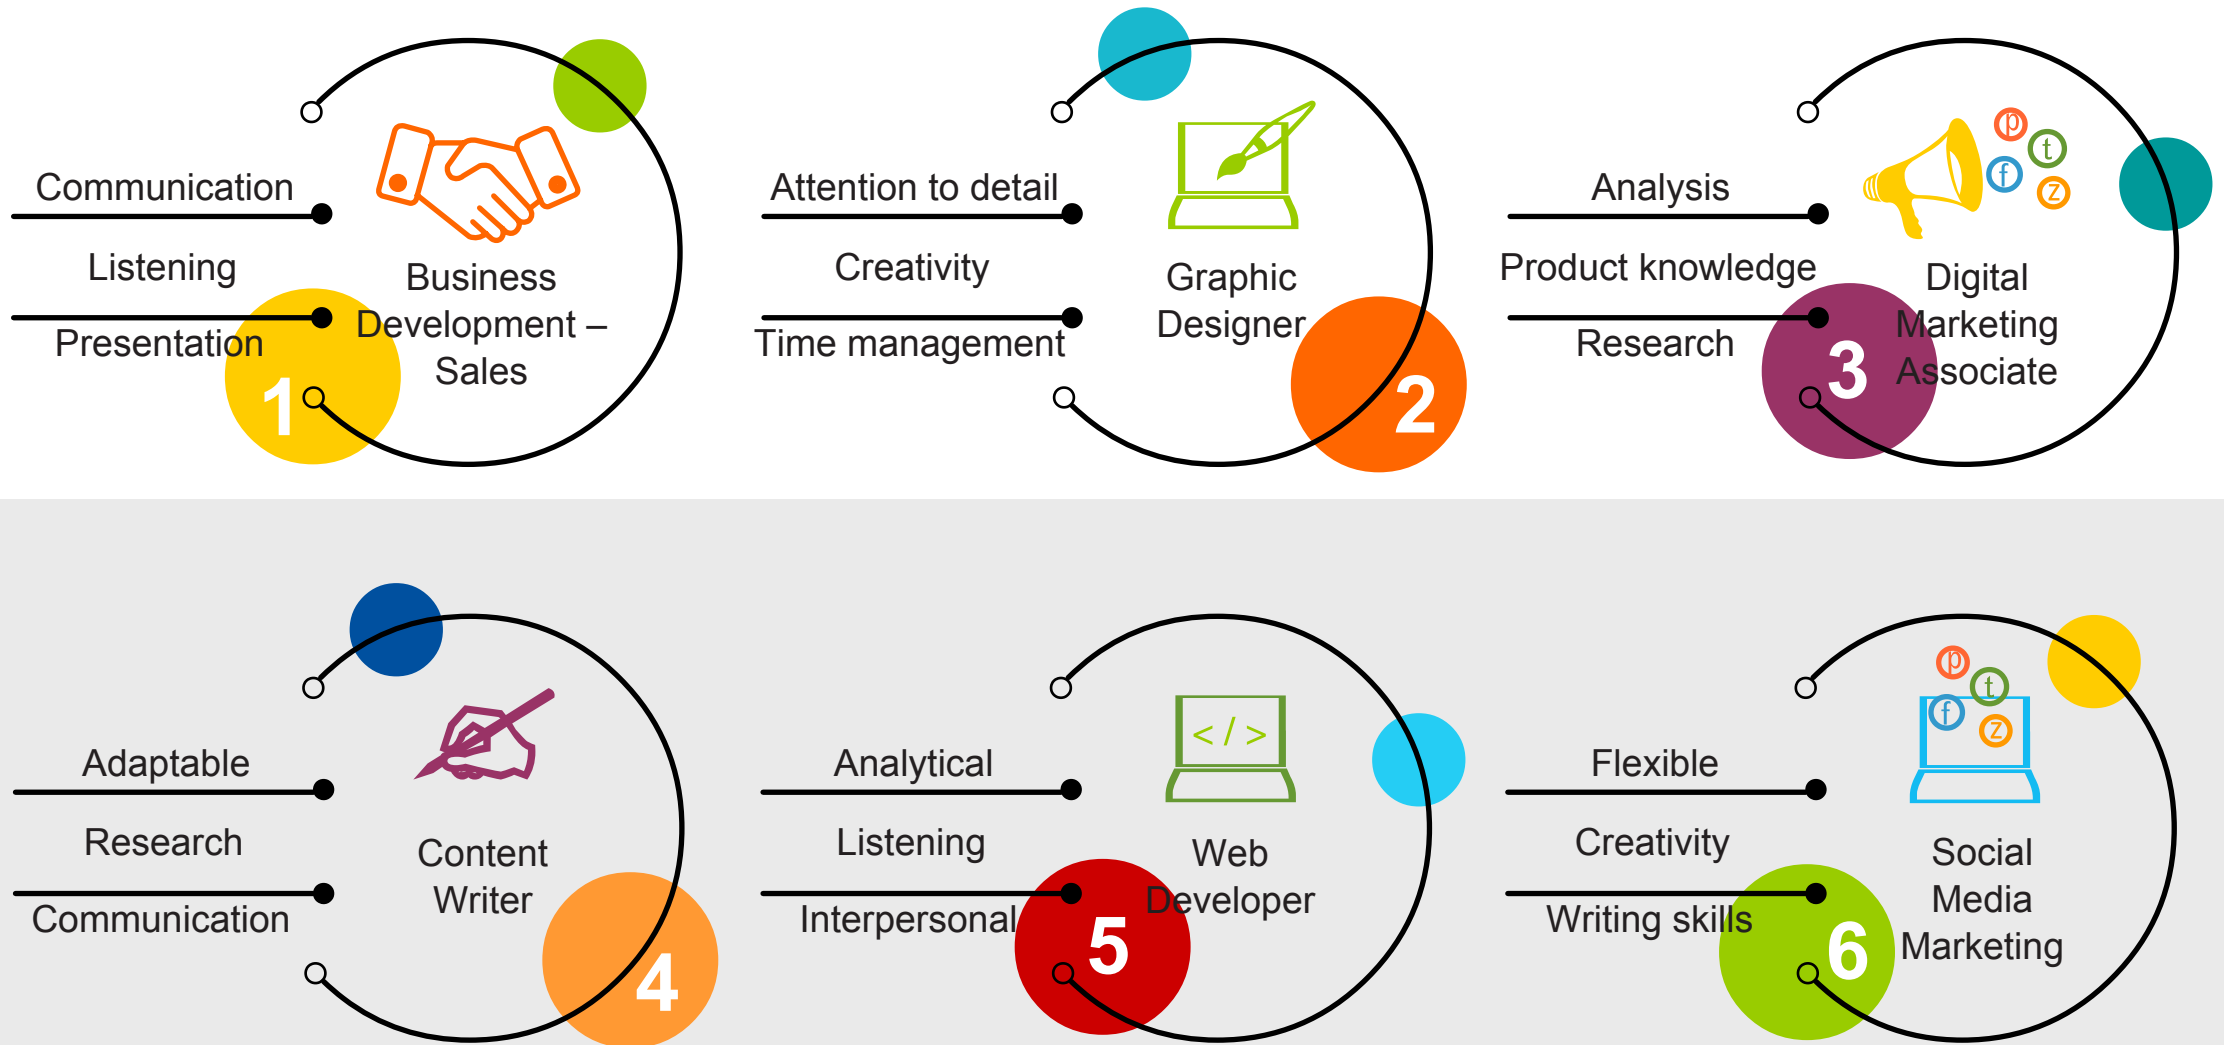 Communication
Listening
Presentation
Business
Development –
Sales
1
Attention to detail
Creativity
Time management
Graphic
Designer
2
Analysis
Product knowledge
Research
p
t
f
z
Digital
Marketing
Associate
3
Adaptable
Research
Communication
Content
Writer
4
Analytical
Listening
Interpersonal
< / >
Web
Developer
5
Flexible
Creativity
Writing skills
p
t
f
z
Social
Media
Marketing
6